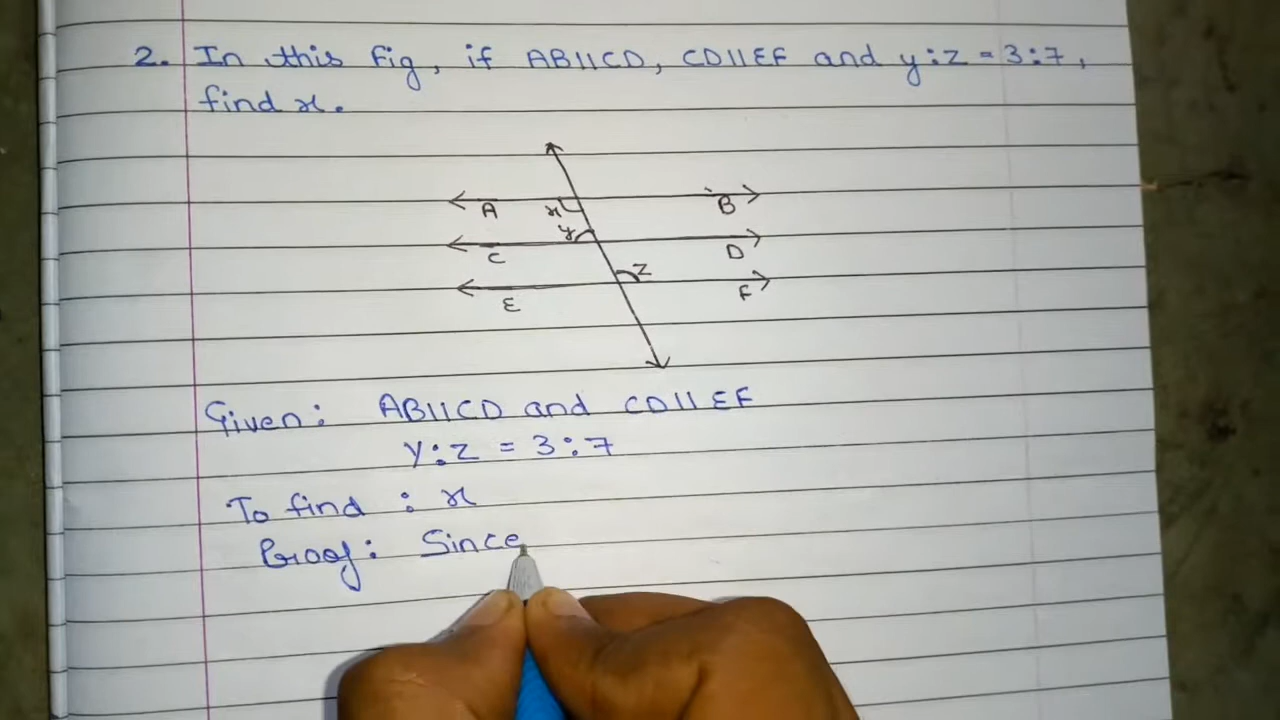 2. In this Fig, if AB||CD, CD||EF and y:z = 3:7,
find x.
A x B
y
C D
z
E F
Given: AB||CD and CD||EF
Y:Z = 3:7
To find : x
Proof: Since